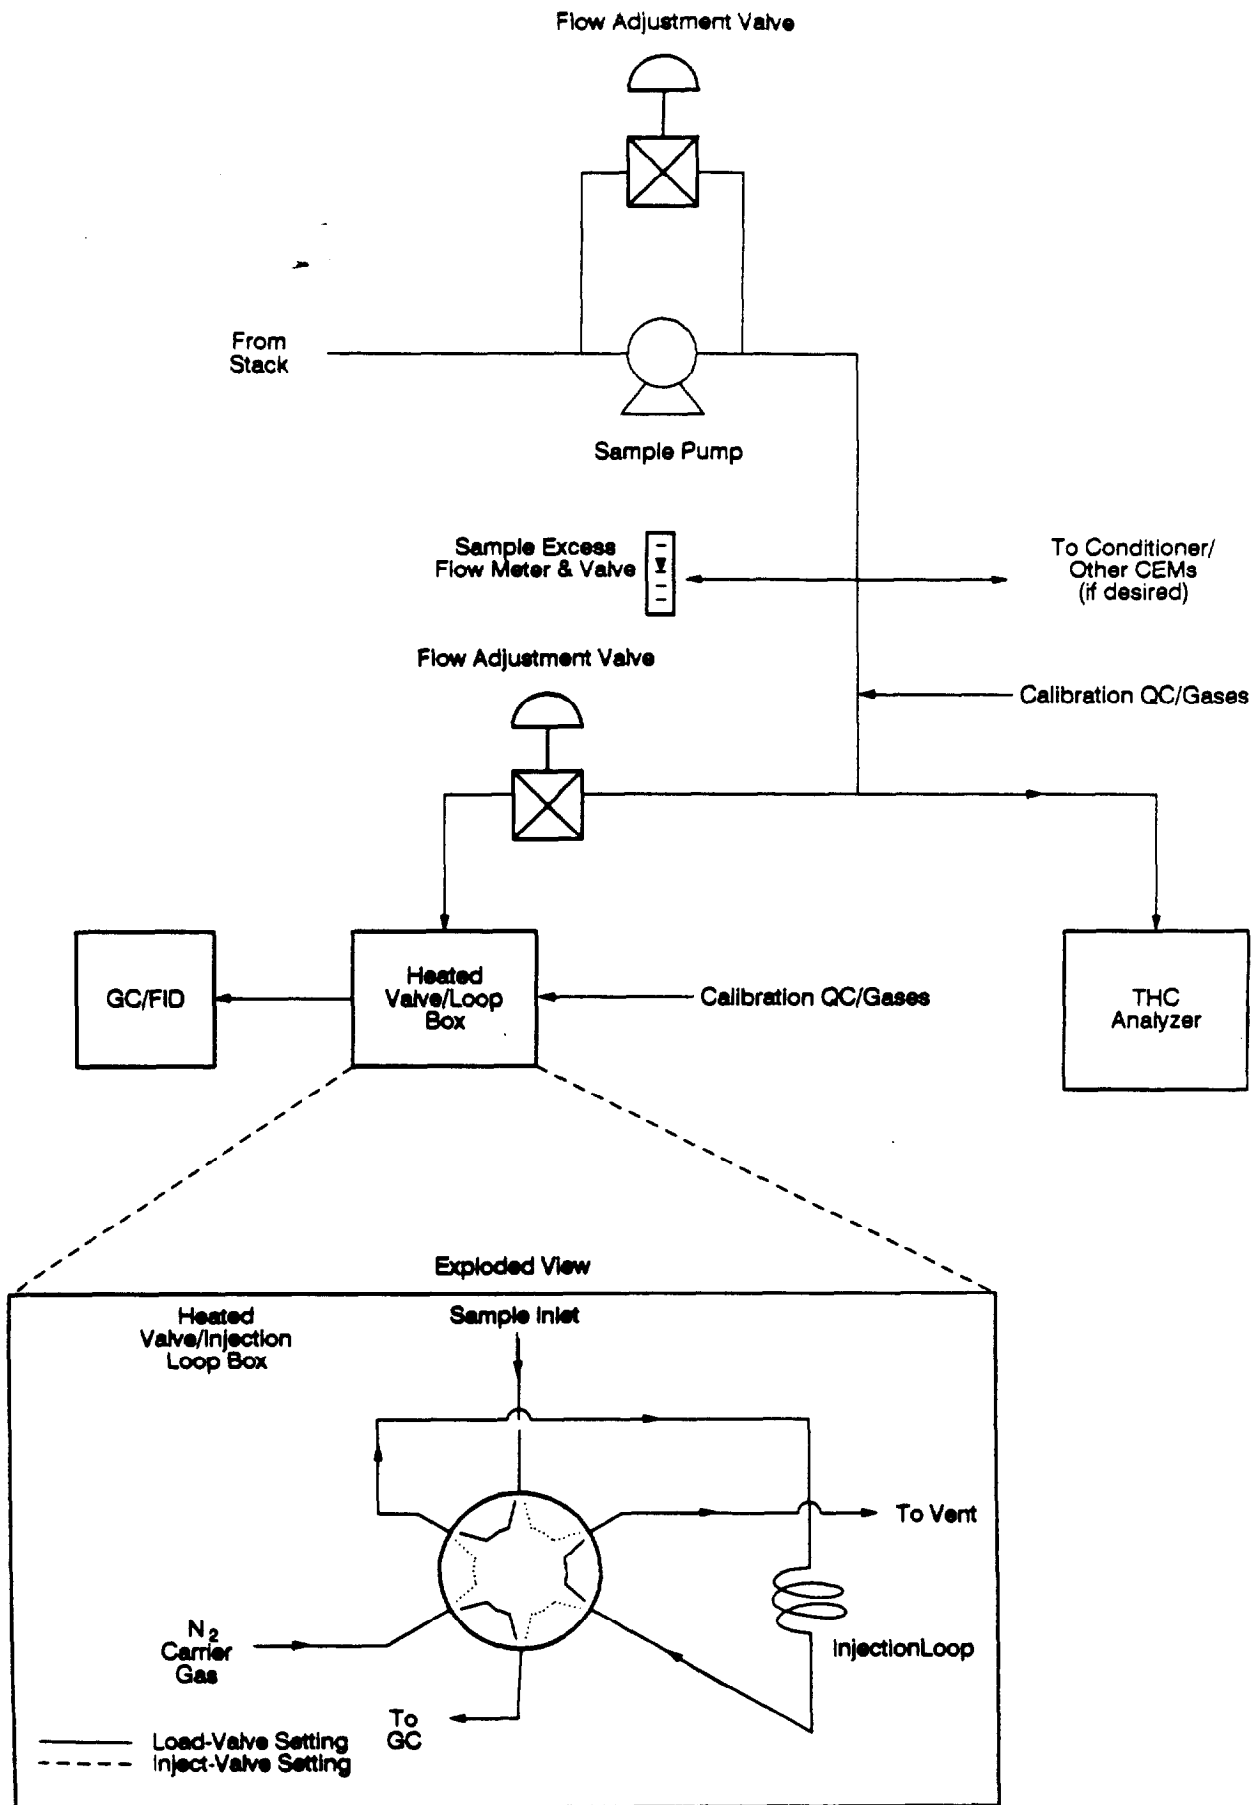 Flow Adjustment Valve
From
Stack
Sample Pump
Sample Excess
Flow Meter & Valve
To Conditioner/
Other CEMs
(if desired)
Flow Adjustment Valve
Calibration QC/Gases
GC/FID
Heated
Valve/Loop
Box
Calibration QC/Gases
THC
Analyzer
Exploded View
Heated
Valve/Injection
Loop Box
Sample Inlet
To Vent
N2
Carrier
Gas
InjectionLoop
To
GC
Load-Valve Setting
Inject-Valve Setting